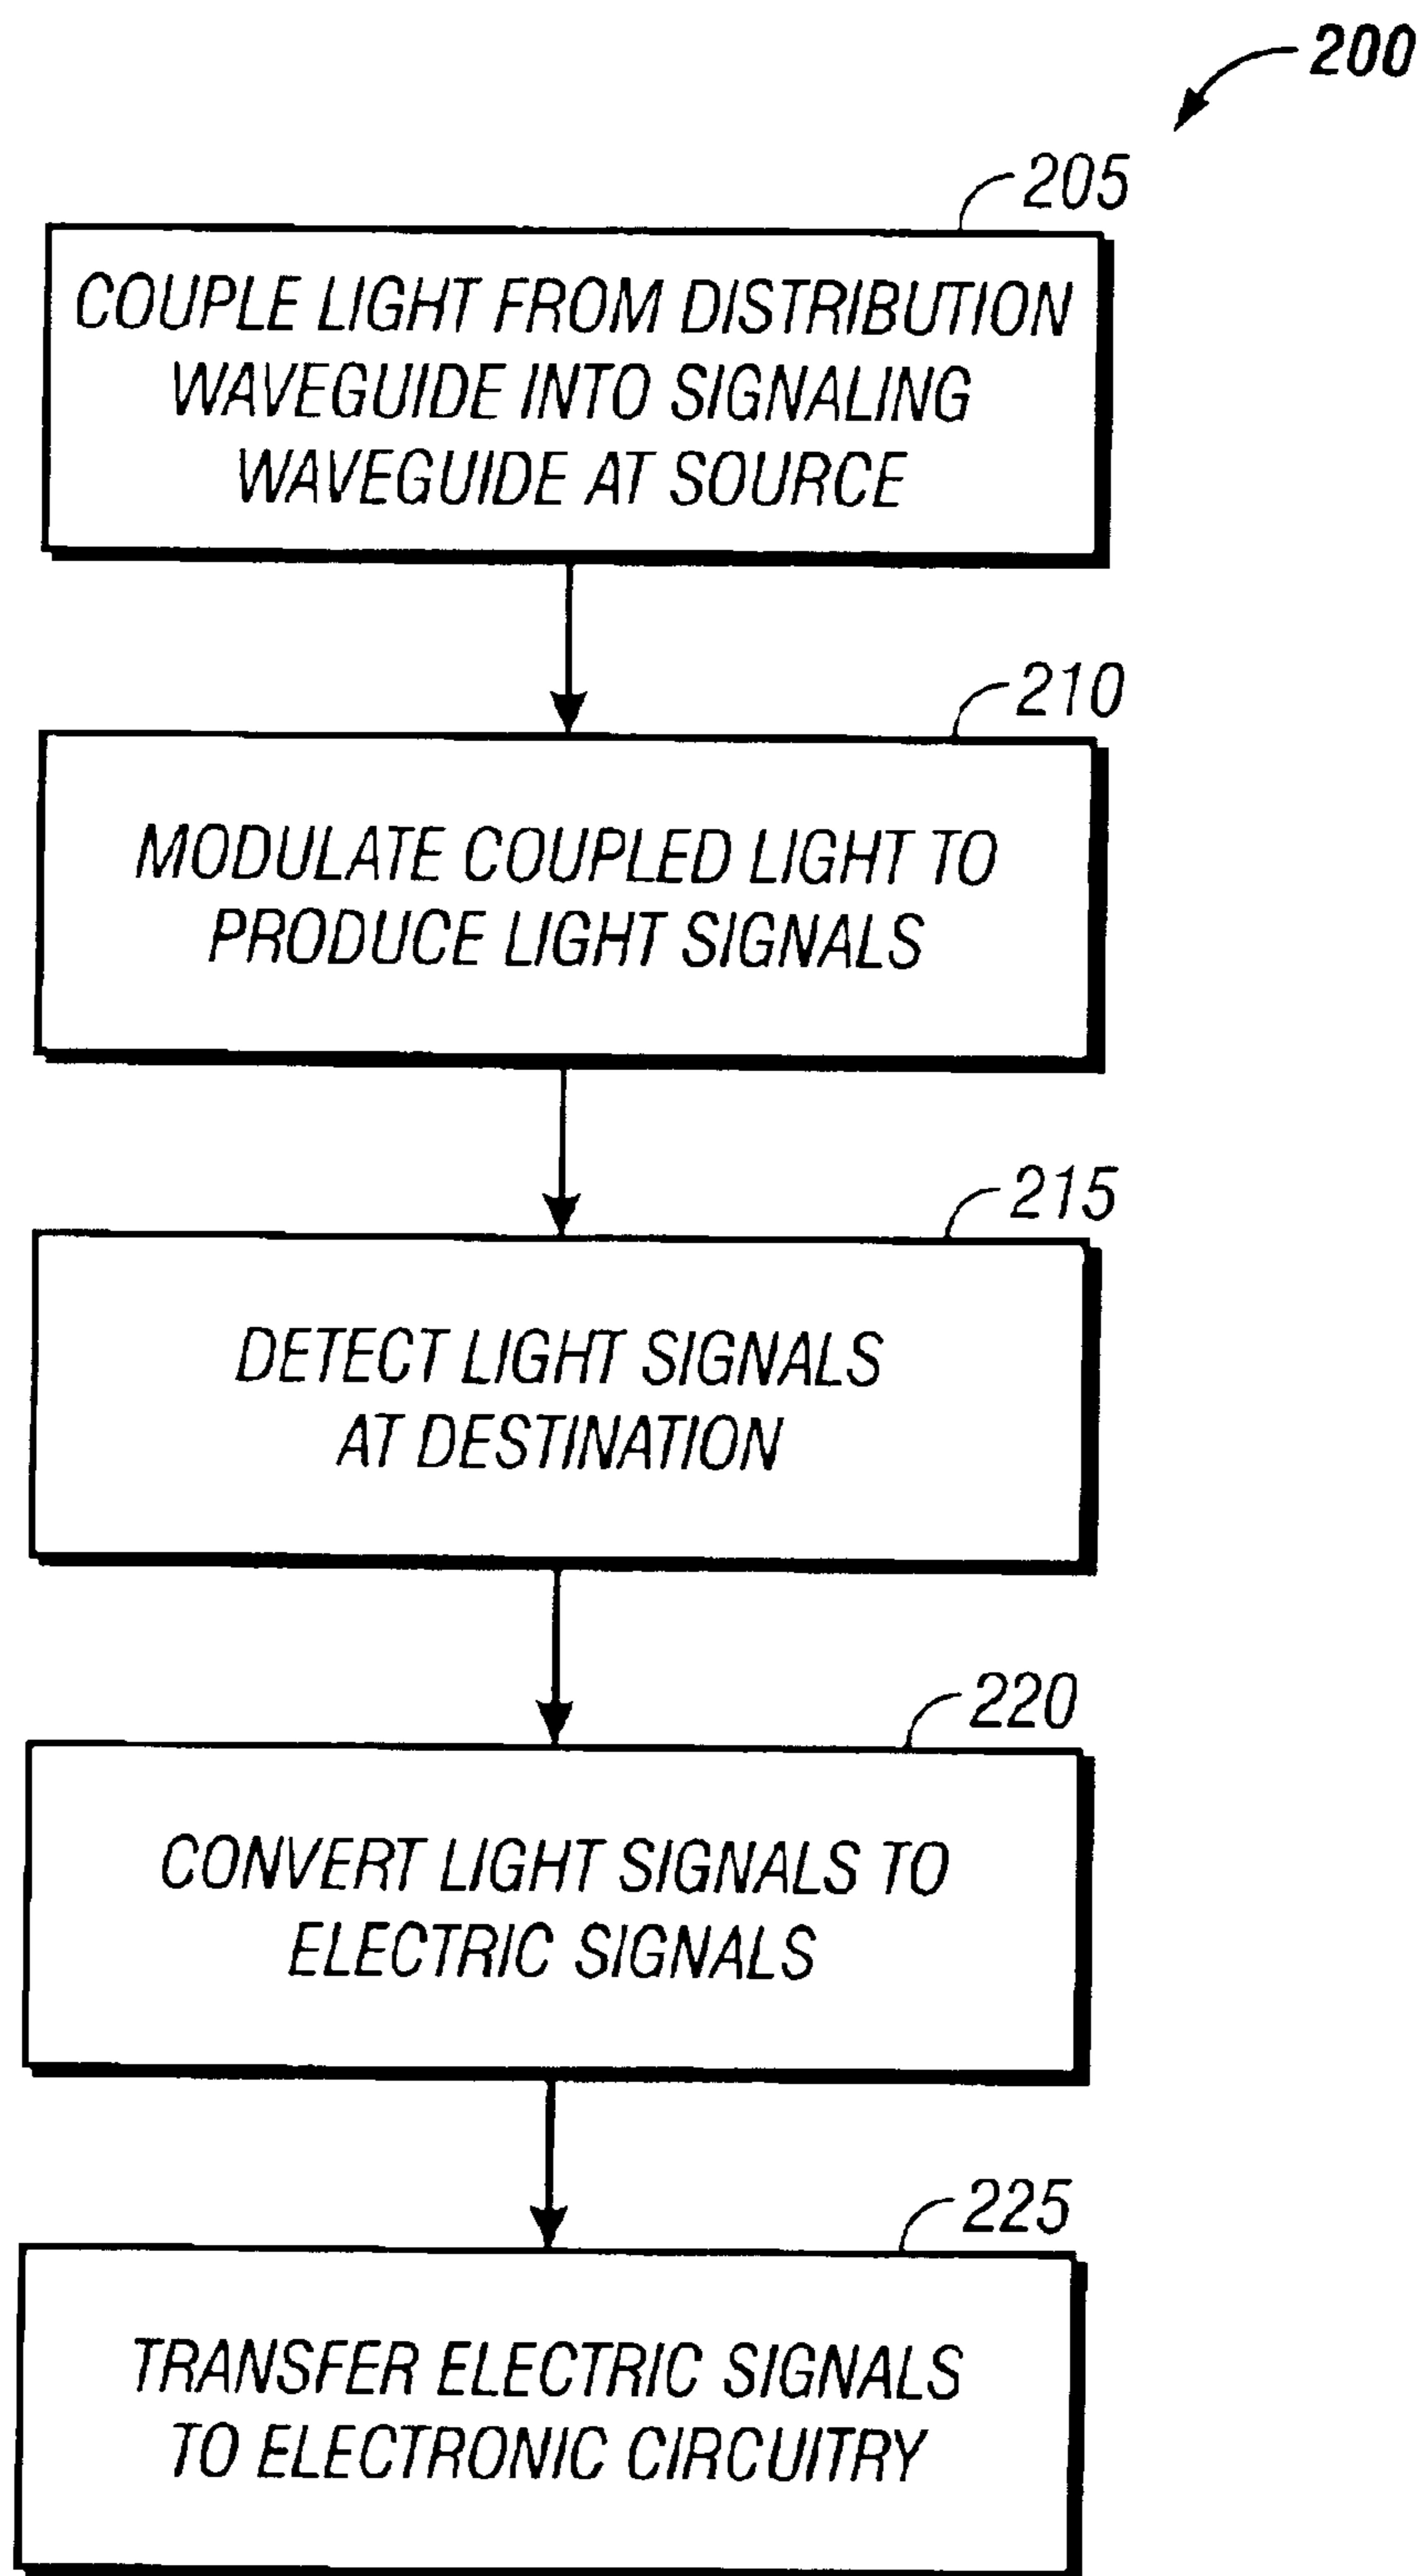 200
205
COUPLE LIGHT FROM DISTRIBUTION
WAVEGUIDE INTO SIGNALING
WAVEGUIDE AT SOURCE
210
MODULATE COUPLED LIGHT TO
PRODUCE LIGHT SIGNALS
215
DETECT LIGHT SIGNALS
AT DESTINATION
220
CONVERT LIGHT SIGNALS TO
ELECTRIC SIGNALS
225
TRANSFER ELECTRIC SIGNALS
TO ELECTRONIC CIRCUITRY